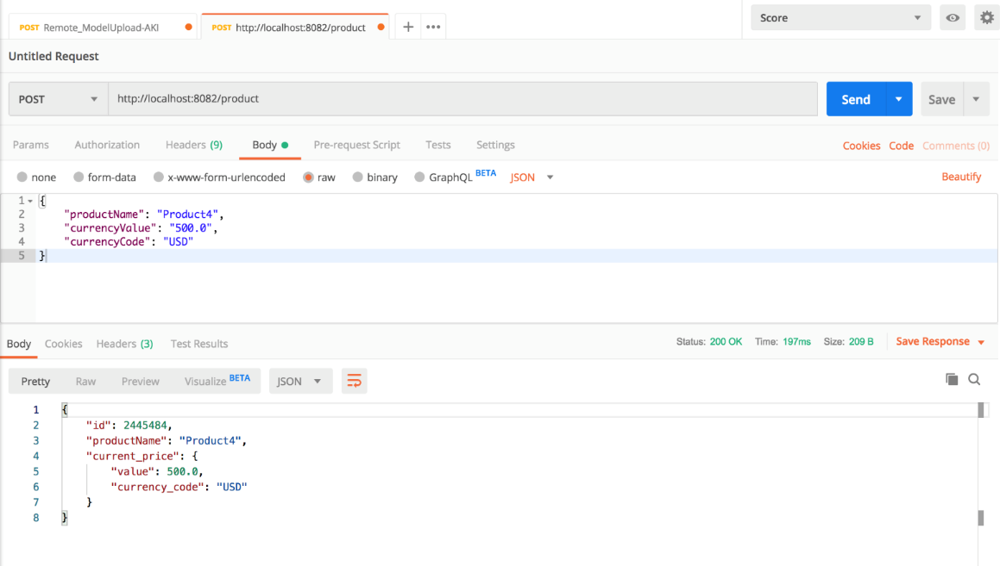 POST Remote_ModelUpload-AKI POST http://localhost:8082/product Score
Untitled Request
POST http://localhost:8082/product Send Save
Params Authorization Headers (9) Body Pre-request Script Tests Settings Cookies Code Comments (0)
none form-data x-www-form-urlencoded raw binary GraphQL BETA JSON Beautify
1 {
2 "productName": "Product4",
3 "currencyValue": "500.0",
4 "currencyCode": "USD"
5 }
Body Cookies Headers (3) Test Results Status: 200 OK Time: 197ms Size: 209 B Save Response
Pretty Raw Preview Visualize BETA JSON
1 {
2 "id": 2445484,
3 "productName": "Product4",
4 "current_price": {
5 "value": 500.0,
6 "currency_code": "USD"
7 }
8 }